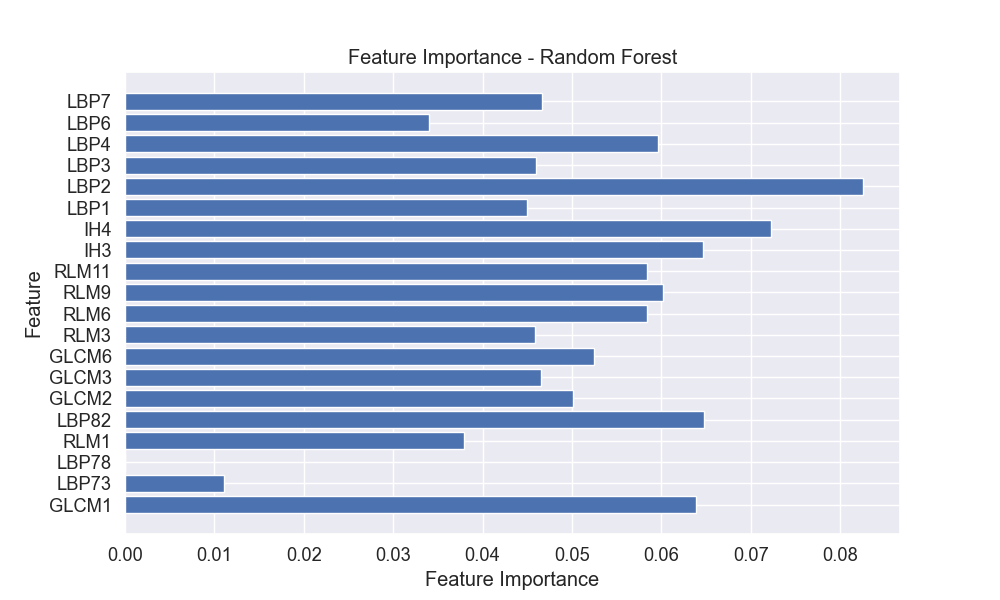 Feature Importance - Random Forest
LBP7
LBP6
LBP4
LBP3
LBP2
LBP1
IH4
IH3
RLM11
RLM9
RLM6
RLM3
GLCM6
GLCM3
GLCM2
LBP82
RLM1
LBP78
LBP73
GLCM1
Feature
0.00 0.01 0.02 0.03 0.04 0.05 0.06 0.07 0.08
Feature Importance